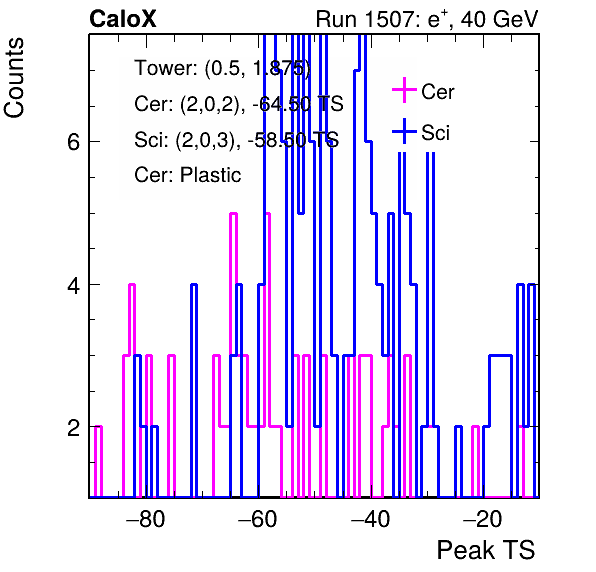 CaloX
Run 1507: e+, 40 GeV
Counts
Tower: (0.5, 1.875)
Cer: (2,0,2), -64.50 TS
Sci: (2,0,3), -58.50 TS
Cer: Plastic
Cer
Sci
6
4
2
−80
−60
−40
−20
Peak TS